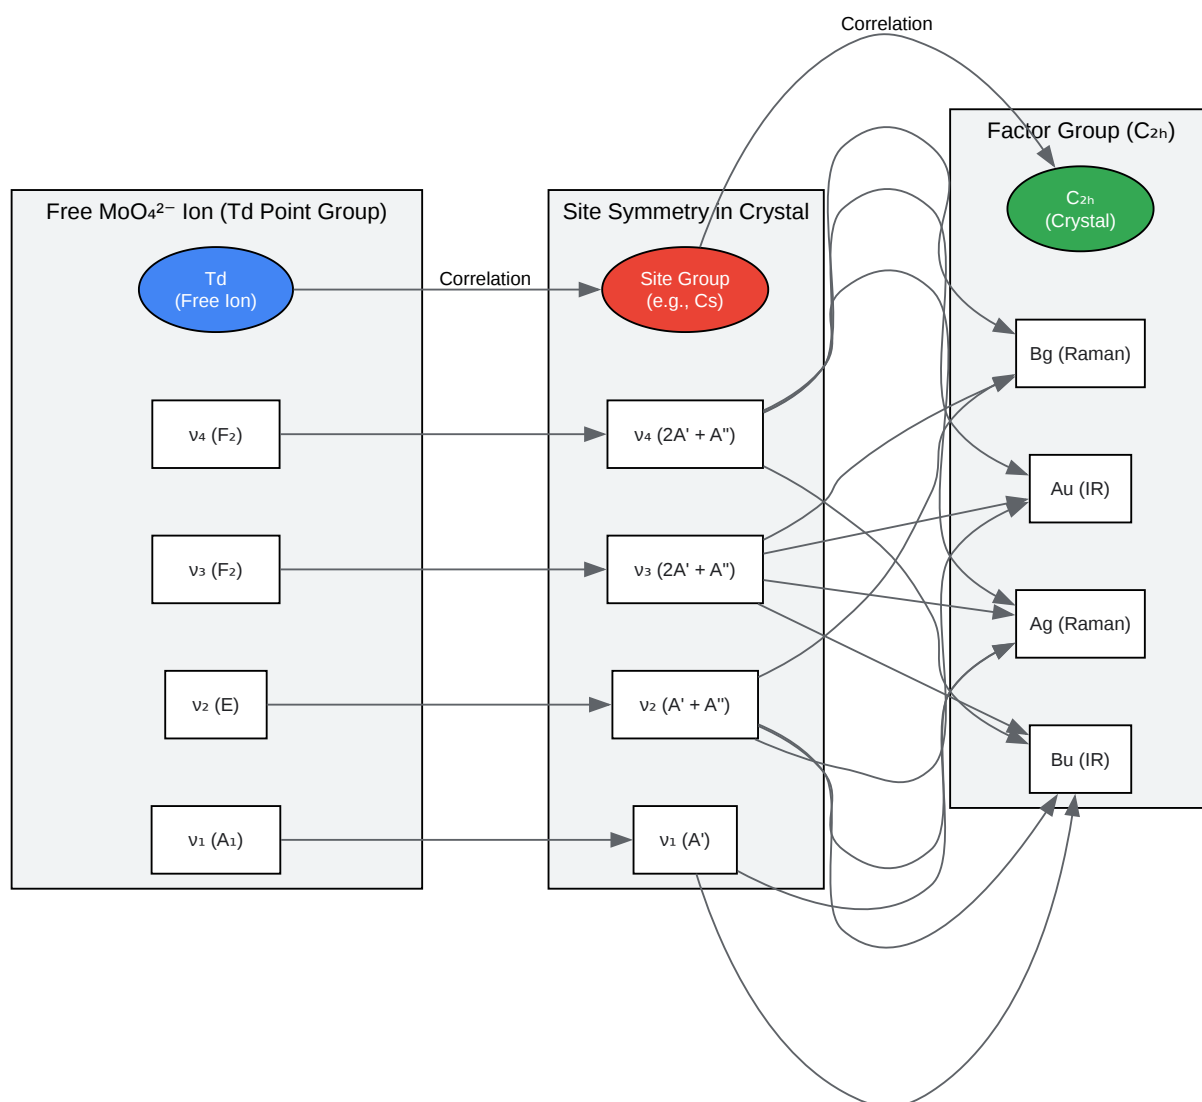 Correlation
Free MoO₄²⁻ Ion (Td Point Group)
Td
(Free Ion)
ν₄ (F₂)
ν₃ (F₂)
ν₂ (E)
ν₁ (A₁)
Correlation
Site Symmetry in Crystal
Site Group
(e.g., Cs)
ν₄ (2A' + A")
ν₃ (2A' + A")
ν₂ (A' + A")
ν₁ (A')
Factor Group (C₂ₕ)
C₂ₕ
(Crystal)
Bg (Raman)
Au (IR)
Ag (Raman)
Bu (IR)